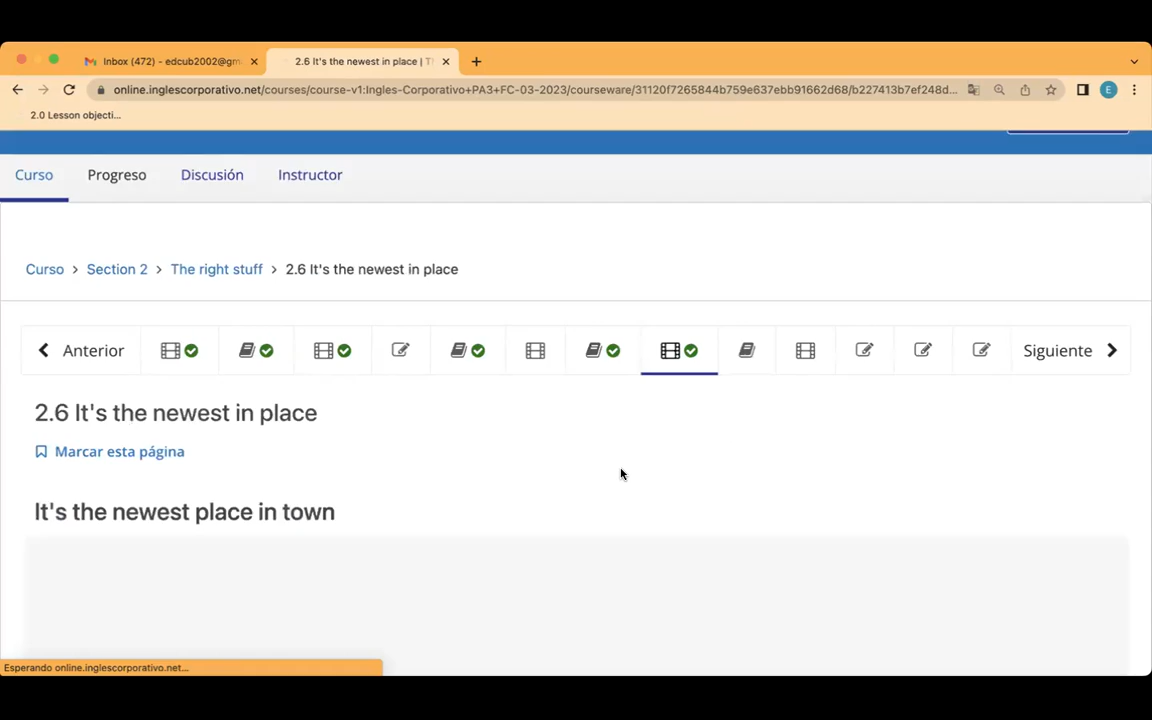 Inbox (472) - edcub2002@gm
2.6 It's the newest in place | T
online.inglescorporativo.net/courses/course-v1:Ingles-Corporativo+PA3+FC-03-2023/courseware/31120f7265844b759e637ebb91662d68/b227413b7ef248d...
E
2.0 Lesson objecti...
Curso Progreso Discusión Instructor
Curso > Section 2 > The right stuff > 2.6 It's the newest in place
Anterior Siguiente
2.6 It's the newest in place
Marcar esta página
It's the newest place in town
Esperando online.inglescorporativo.net...